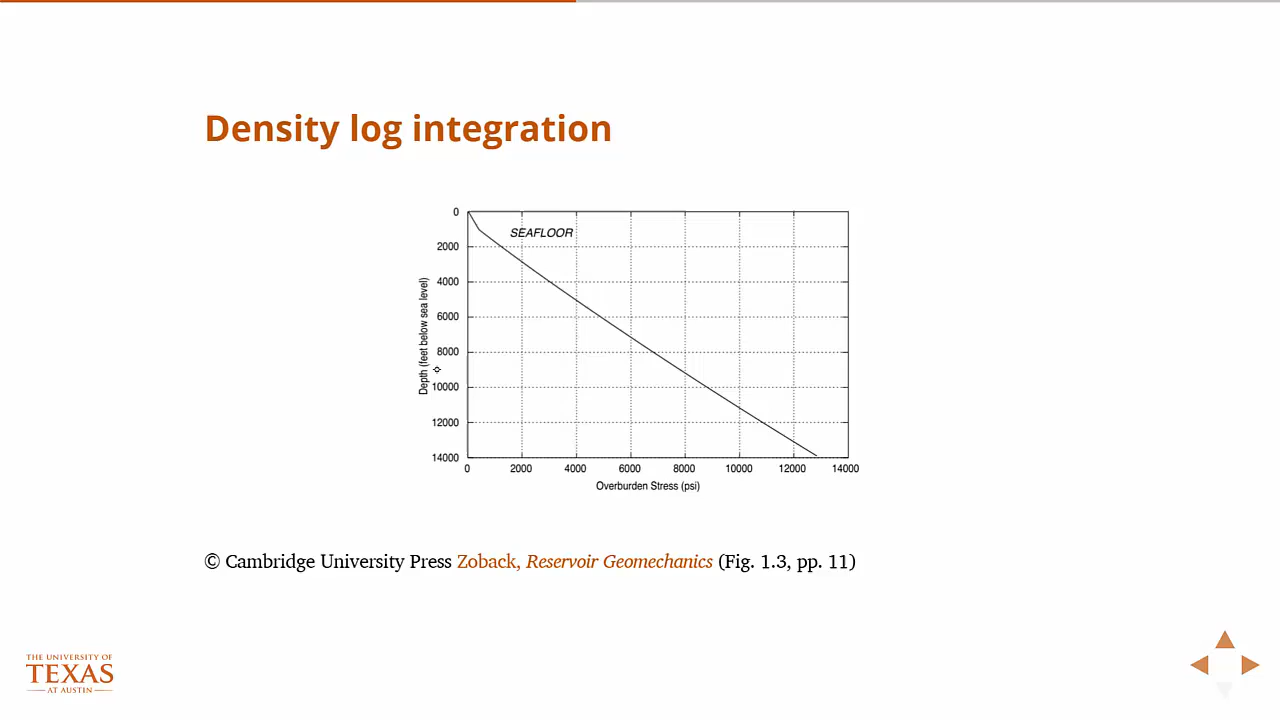 Density log integration
SEAFLOOR
0
2000
4000
6000
8000
10000
12000
14000
Depth (feet below sea level)
0 2000 4000 6000 8000 10000 12000 14000
Overburden Stress (psi)
© Cambridge University Press Zoback, Reservoir Geomechanics (Fig. 1.3, pp. 11)
THE UNIVERSITY OF
TEXAS
AT AUSTIN